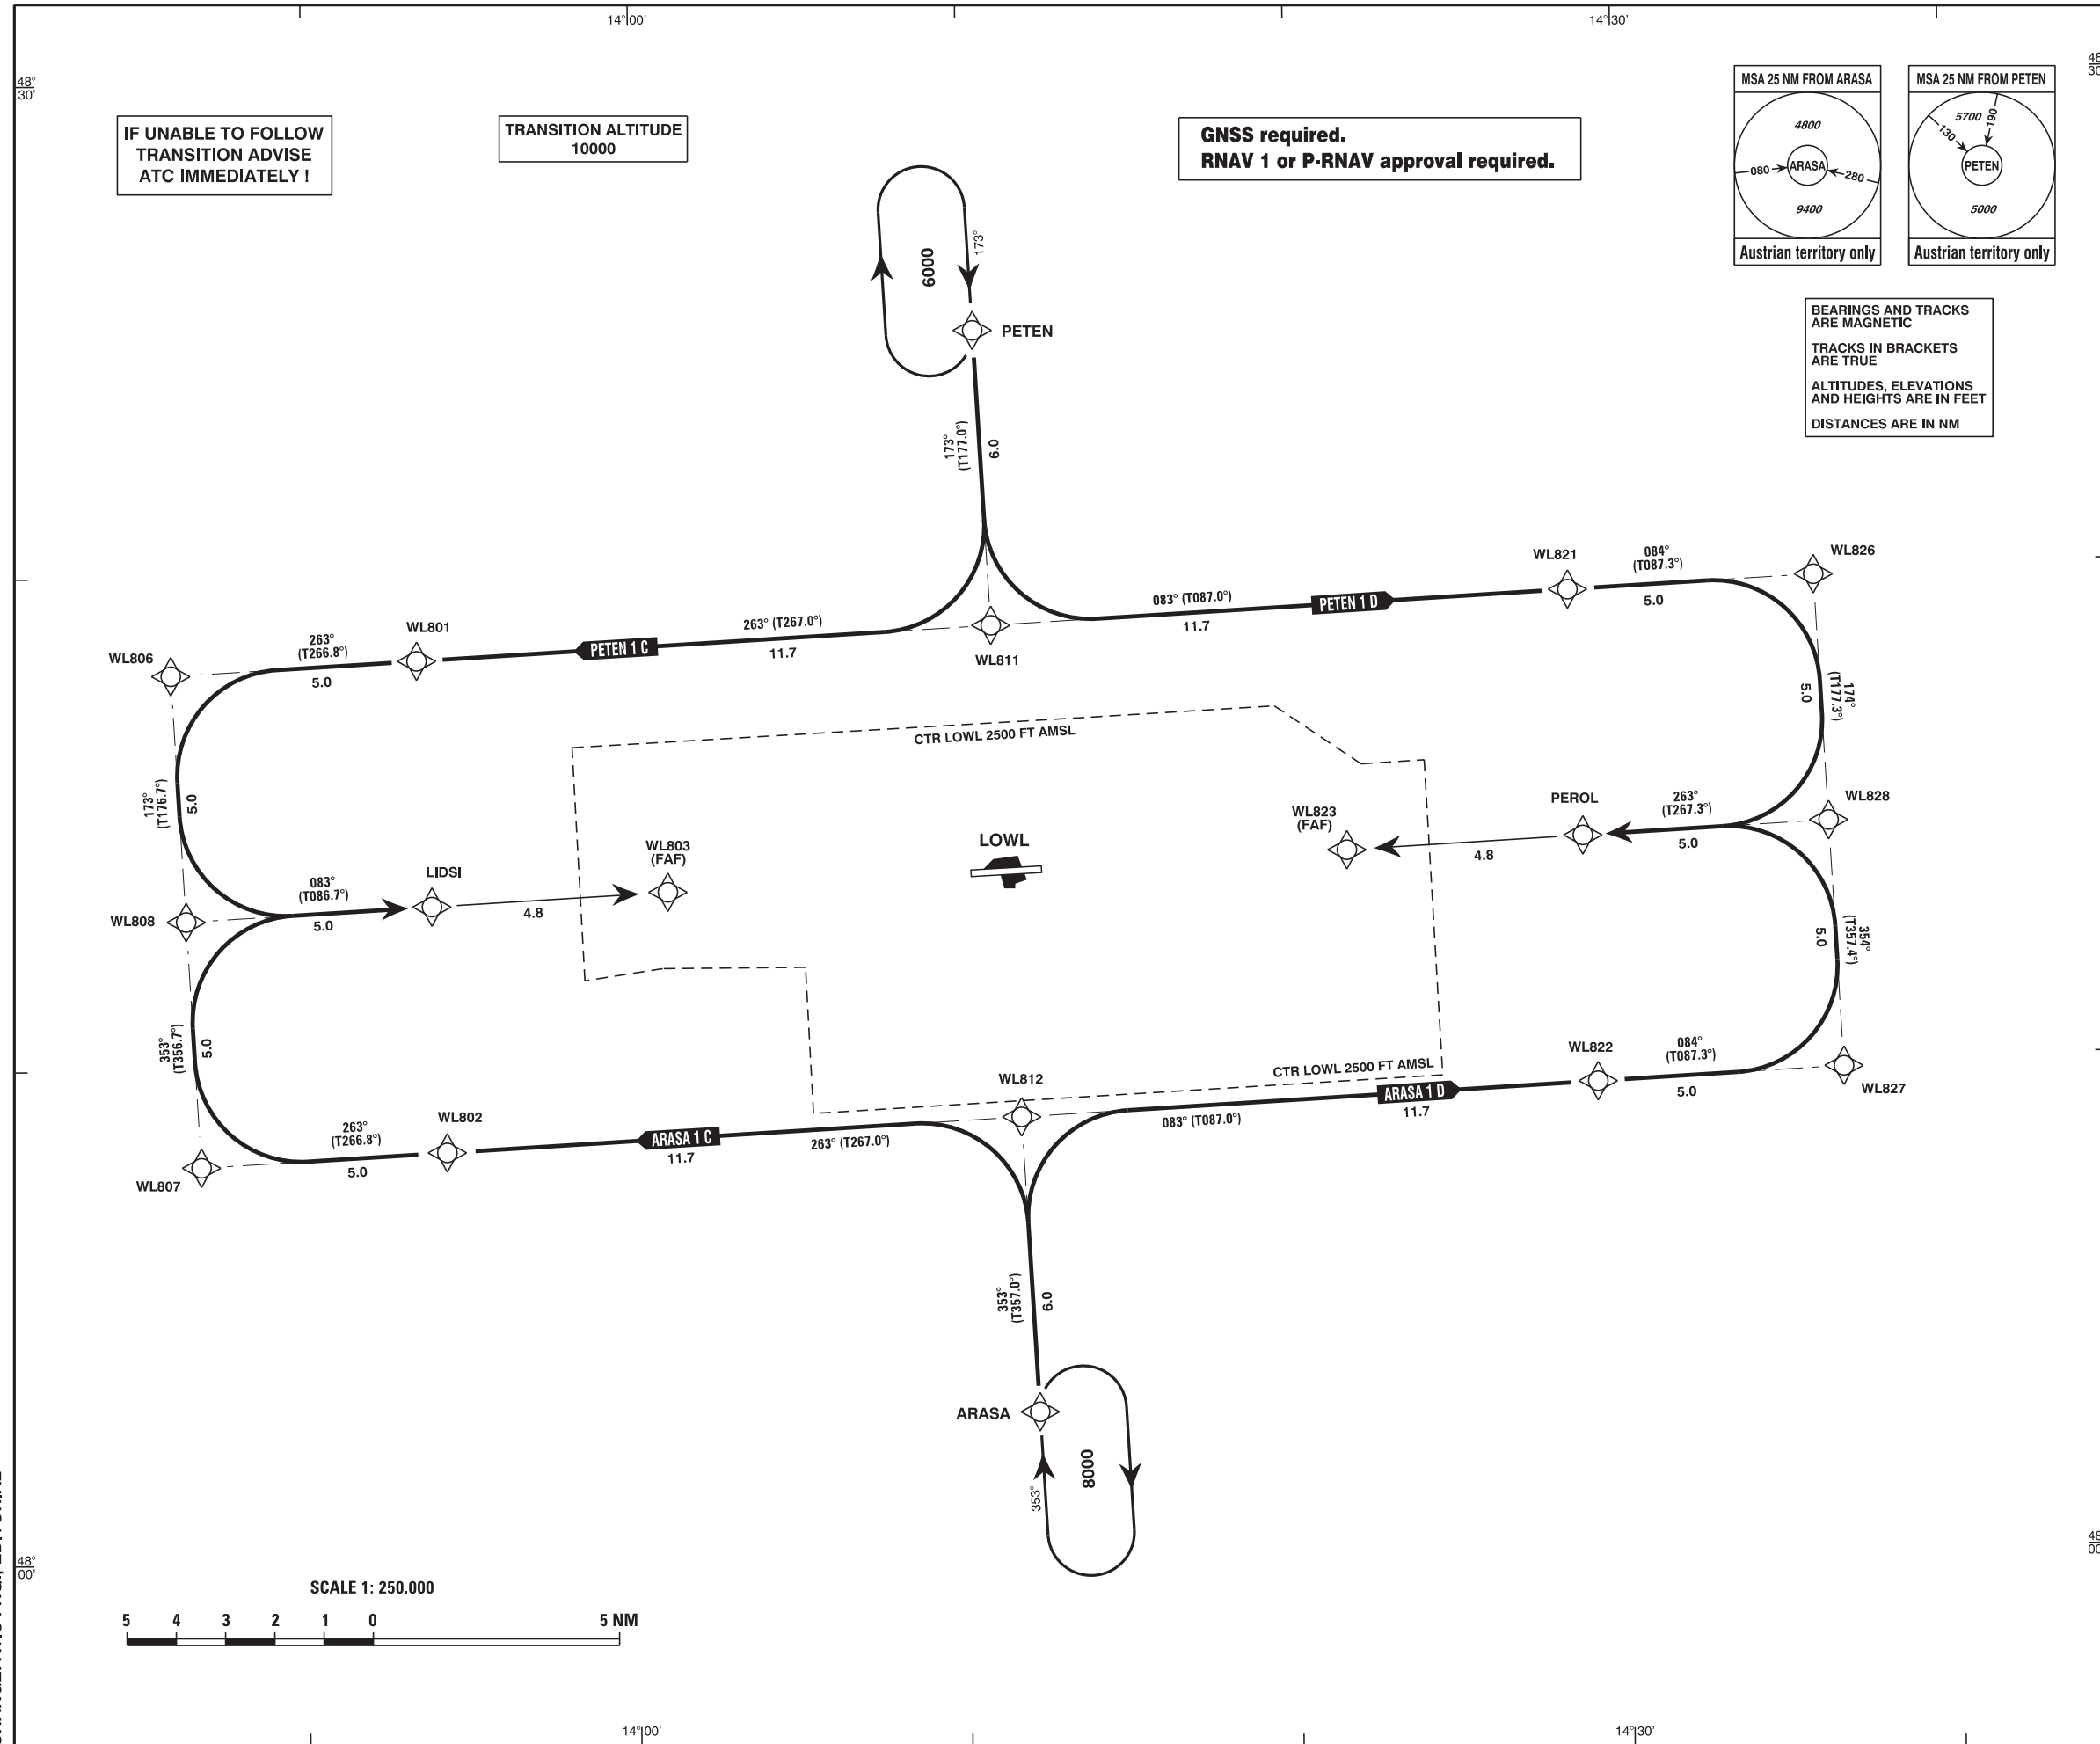 14°00'
14°30'
48°
30'
48
30
IF UNABLE TO FOLLOW
TRANSITION ADVISE
ATC IMMEDIATELY !
TRANSITION ALTITUDE
10000
GNSS required.
RNAV 1 or P-RNAV approval required.
MSA 25 NM FROM ARASA
4800
080
ARASA
280
9400
Austrian territory only
MSA 25 NM FROM PETEN
5700
130
190
PETEN
5000
Austrian territory only
BEARINGS AND TRACKS
ARE MAGNETIC
TRACKS IN BRACKETS
ARE TRUE
ALTITUDES, ELEVATIONS
AND HEIGHTS ARE IN FEET
DISTANCES ARE IN NM
6000
173°
PETEN
173°
(T177.0°)
6.0
WL821
084°
(T087.3°)
5.0
WL826
083° (T087.0°)
PETEN 1 D
11.7
WL811
263° (T267.0°)
PETEN 1 C
11.7
WL801
263°
(T266.8°)
5.0
WL806
174°
(T177.3°)
5.0
CTR LOWL 2500 FT AMSL
173°
(T176.7°)
5.0
WL828
PEROL
263°
(T267.3°)
5.0
WL823
(FAF)
4.8
LOWL
WL803
(FAF)
LIDSI
4.8
083°
(T086.7°)
5.0
WL808
354°
(T357.4°)
5.0
353°
(T356.7°)
5.0
WL822
084°
(T087.3°)
5.0
WL827
CTR LOWL 2500 FT AMSL
ARASA 1 D
11.7
083° (T087.0°)
WL812
ARASA 1 C
11.7
263° (T267.0°)
WL802
263°
(T266.8°)
5.0
WL807
353°
(T357.0°)
6.0
ARASA
8000
353°
48°
00'
48
00
SCALE 1: 250.000
5 4 3 2 1 0 5 NM
14°00'
14°30'